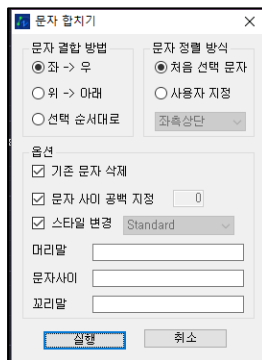 문자 합치기
문자 결합 방법
좌 -> 우
위 -> 아래
선택 순서대로
문자 정렬 방식
처음 선택 문자
사용자 지정
좌측상단
옵션
기존 문자 삭제
문자 사이 공백 지정 0
스타일 변경 Standard
머리말
문자사이
꼬리말
실행 취소